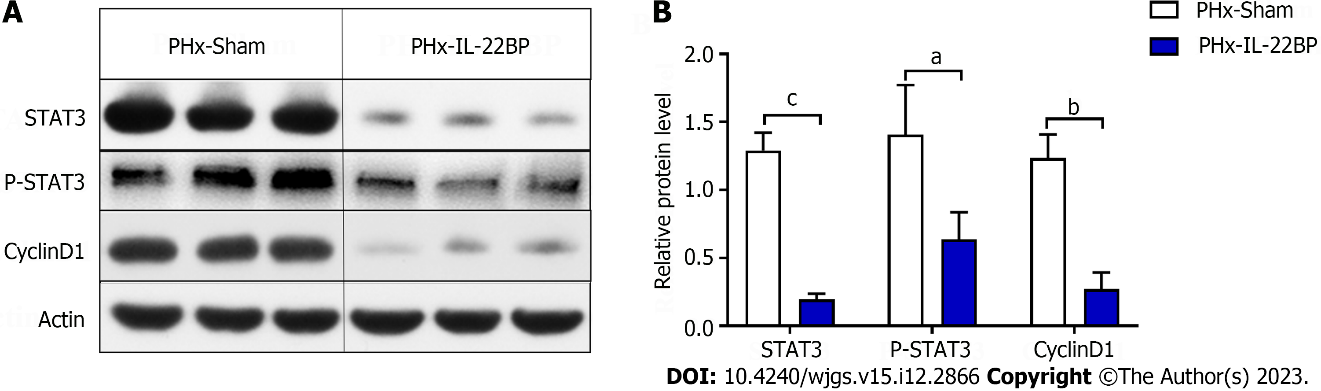 A
PHx-Sham
PHx-IL-22BP
STAT3
P-STAT3
CyclinD1
Actin
B
PHx-Sham
PHx-IL-22BP
Relative protein level
2.0
1.5
1.0
0.5
0.0
c
a
b
STAT3
P-STAT3
CyclinD1
DOI: 10.4240/wjgs.v15.i12.2866 Copyright ©The Author(s) 2023.